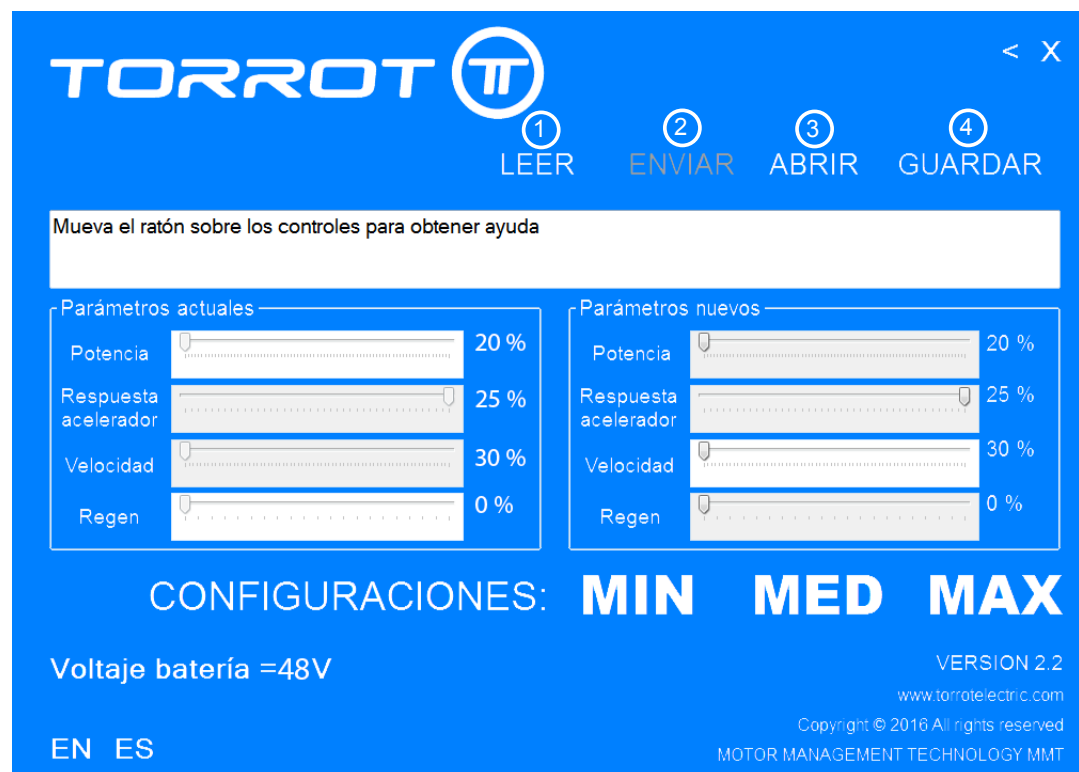 TORROT
< X
1 2 3 4
LEER ENVIAR ABRIR GUARDAR
Mueva el ratón sobre los controles para obtener ayuda
Parámetros actuales
Potencia 20 %
Respuesta
acelerador 25 %
Velocidad 30 %
Regen 0 %
Parámetros nuevos
Potencia 20 %
Respuesta
acelerador 25 %
Velocidad 30 %
Regen 0 %
CONFIGURACIONES: MIN MED MAX
Voltaje batería =48V
VERSION 2.2
www.torrotelectric.com
Copyright © 2016 All rights reserved
EN ES
MOTOR MANAGEMENT TECHNOLOGY MMT